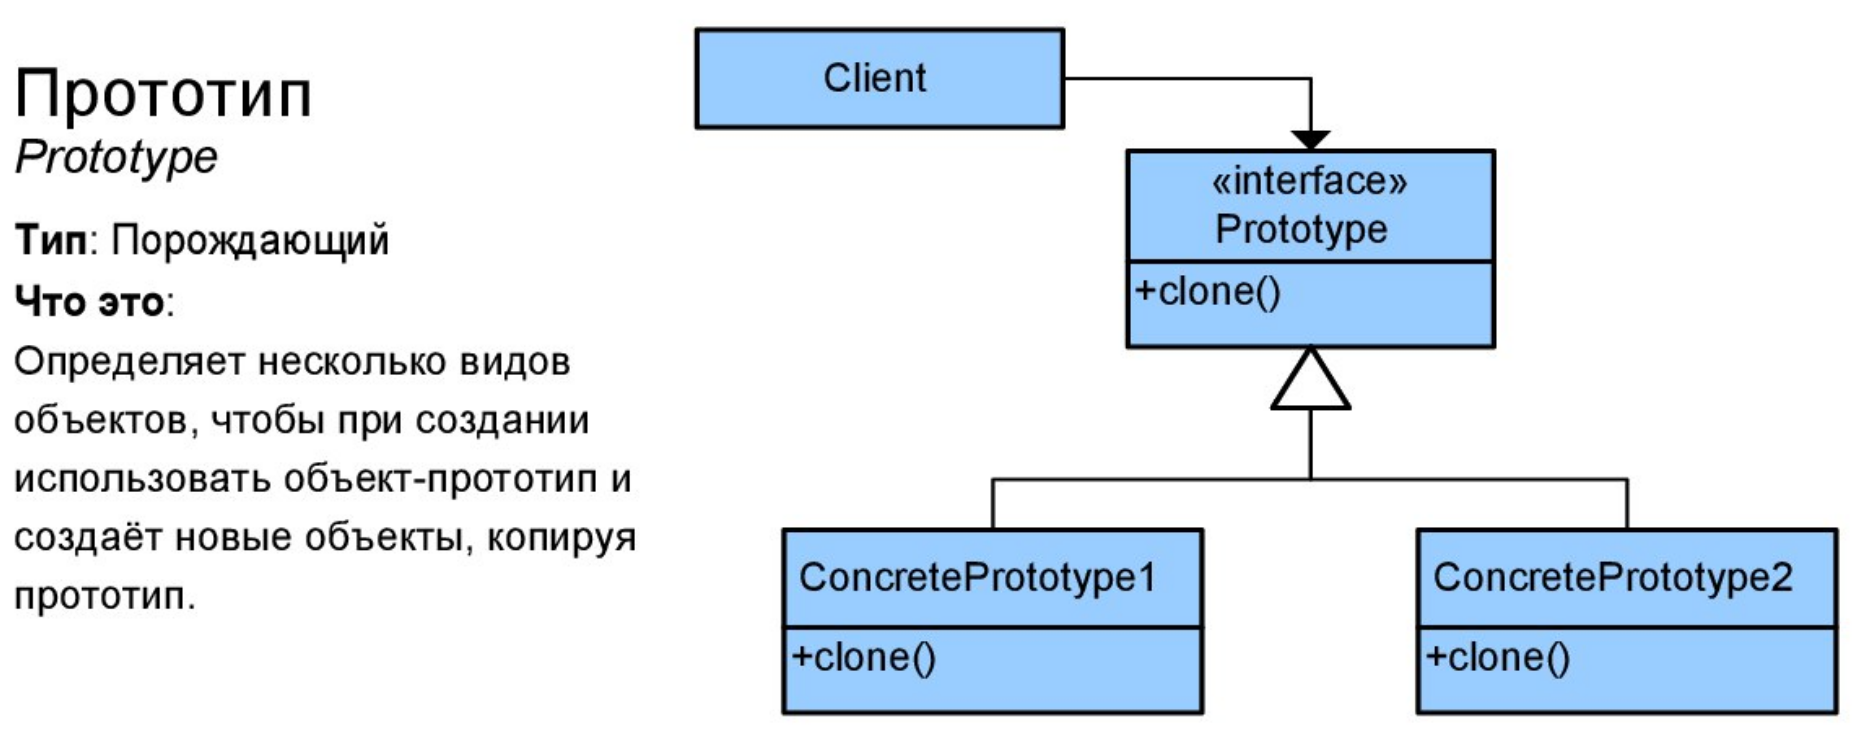 Прототип
Prototype
Тип: Порождающий
Что это:
Определяет несколько видов
объектов, чтобы при создании
использовать объект-прототип и
создаёт новые объекты, копируя
прототип.
Client
«interface»
Prototype
+clone()
ConcretePrototype1
+clone()
ConcretePrototype2
+clone()